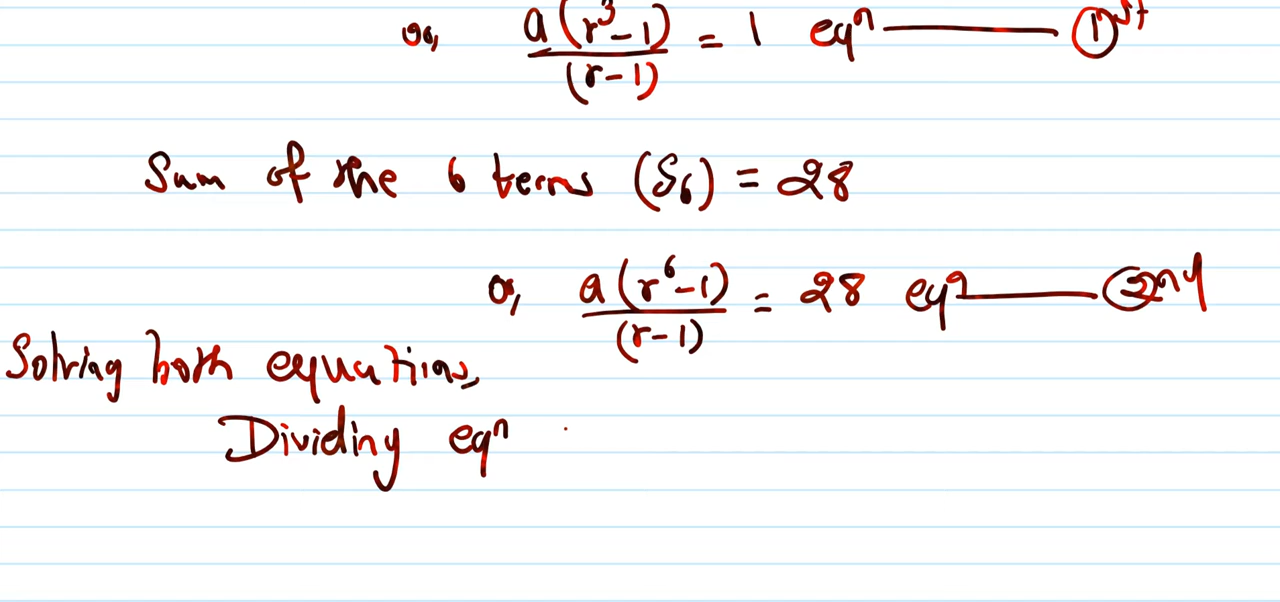 or, a(r³-1)/(r-1) = 1 eqⁿ —— ①st
Sum of the 6 terms (S₆) = 28
or, a(r⁶-1)/(r-1) = 28 eqⁿ —— ②nd
Solving both equations,
Dividing eqⁿ